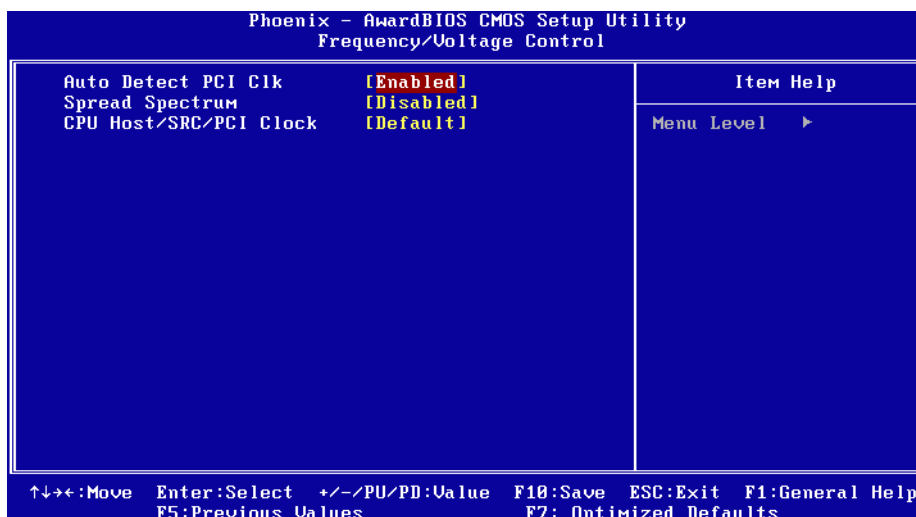 Phoenix - AwardBIOS CMOS Setup Utility
Frequency/Voltage Control
Auto Detect PCI Clk [Enabled]
Spread Spectrum [Disabled]
CPU Host/SRC/PCI Clock [Default]
Item Help
Menu Level ▶
↑↓→←:Move Enter:Select +/-/PU/PD:Value F10:Save ESC:Exit F1:General Help
F5:Previous Values F7: Optimized Defaults